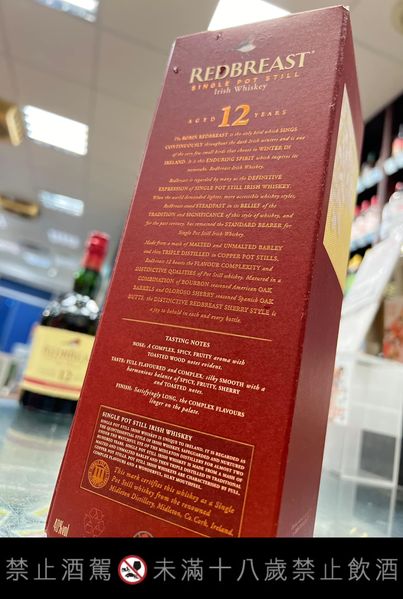 REDBREAST
SINGLE POT STILL
Irish Whiskey
AGED 12 YEARS
The ROBIN REDBREAST is the only bird which SINGS
CONTINUOUSLY throughout the dark Irish winters and is one
of the very few small birds that choose to WINTER IN
IRELAND. It is this ENDURING SPIRIT which inspires its
namesake, Redbreast Irish Whiskey.
Redbreast is regarded by many as the DEFINITIVE
EXPRESSION OF SINGLE POT STILL IRISH WHISKEY.
When the world demanded lighter, more accessible whiskey styles,
Redbreast stood STEADFAST in its BELIEF of the
TRADITION and SIGNIFICANCE of this style of whiskey, and
for the past century, has remained the STANDARD BEARER for
Single Pot Still Irish Whiskey.
Made from a mash of MALTED and UNMALTED BARLEY
and then TRIPLE DISTILLED in COPPER POT STILLS,
Redbreast 12 boasts the FLAVOUR COMPLEXITY and
DISTINCTIVE QUALITIES of Pot Still whiskey. Matured in a
COMBINATION OF BOURBON seasoned American OAK
BARRELS and OLOROSO SHERRY seasoned Spanish OAK
BUTTS, the DISTINCTIVE REDBREAST SHERRY STYLE is
a joy to behold in each and every bottle.
TASTING NOTES
NOSE: A COMPLEX, SPICY, FRUITY aroma with
TOASTED WOOD notes evident.
TASTE: FULL FLAVOURED and COMPLEX; silky SMOOTH with a
harmonious balance of SPICY, FRUITY, SHERRY
and TOASTED notes.
FINISH: Satisfyingly LONG, the COMPLEX FLAVOURS
linger on the palate.
SINGLE POT STILL IRISH WHISKEY
This mark certifies this whiskey as a Single
Pot Still whiskey from the renowned
Midleton Distillery, Midleton, Co. Cork, Ireland.
40%vol
REDBREAST
12
禁止酒駕 未滿十八歲禁止飲酒